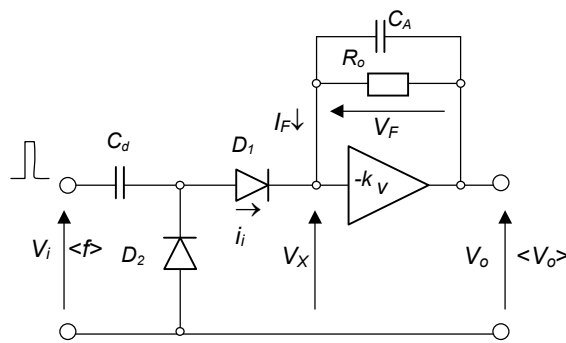 C_A
R_o
I_F↓
V_F
C_d
D_1
-k_v
i_i
V_i <f>
D_2
V_X
V_o
<V_o>